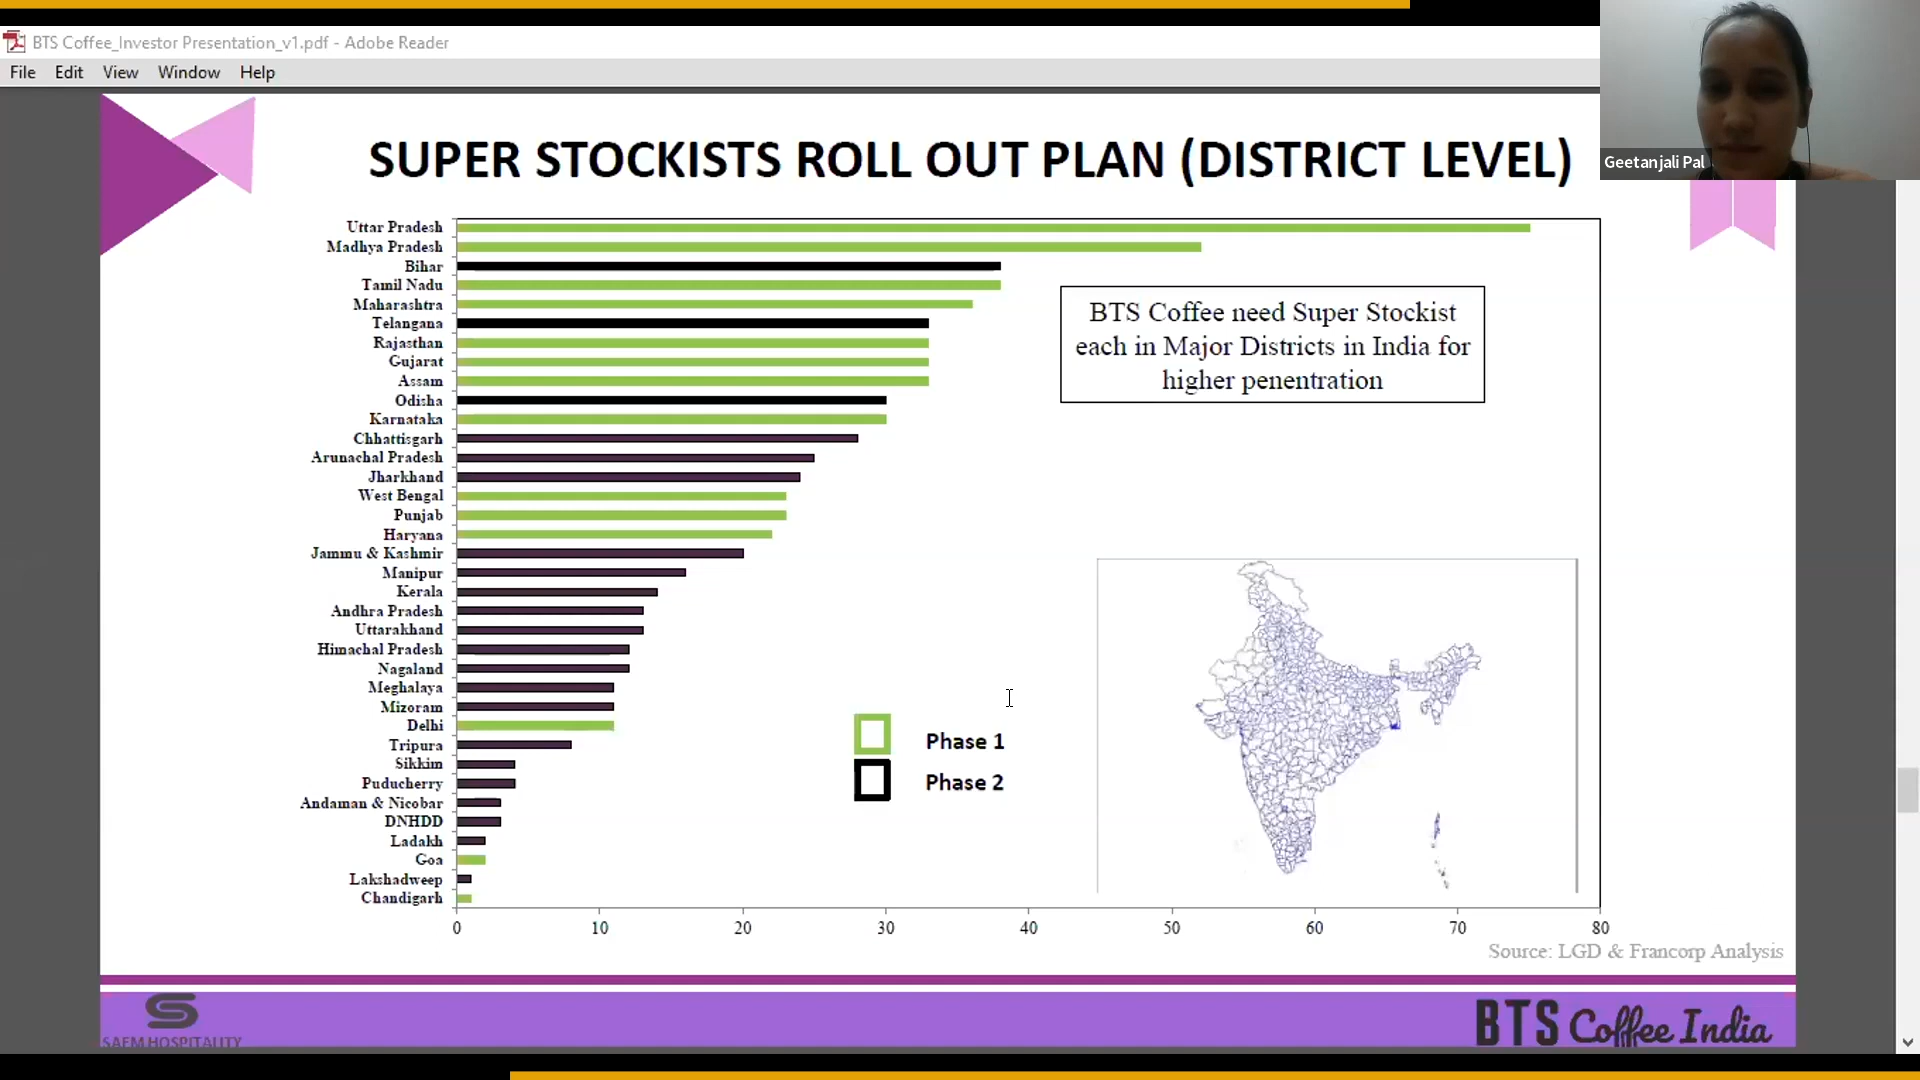 BTS Coffee_Investor Presentation_v1.pdf - Adobe Reader
File Edit View Window Help
Geetanjali Pal
SUPER STOCKISTS ROLL OUT PLAN (DISTRICT LEVEL)
Uttar Pradesh
Madhya Pradesh
Bihar
Tamil Nadu
Maharashtra
Telangana
Rajasthan
Gujarat
Assam
Odisha
Karnataka
Chhattisgarh
Arunachal Pradesh
Jharkhand
West Bengal
Punjab
Haryana
Jammu & Kashmir
Manipur
Kerala
Andhra Pradesh
Uttarakhand
Himachal Pradesh
Nagaland
Meghalaya
Mizoram
Delhi
Tripura
Sikkim
Puducherry
Andaman & Nicobar
DNHDD
Ladakh
Goa
Lakshadweep
Chandigarh
BTS Coffee need Super Stockist
each in Major Districts in India for
higher penentration
Phase 1
Phase 2
0 10 20 30 40 50 60 70 80
Source: LGD & Francorp Analysis
SAEM HOSPITALITY
BTS Coffee India